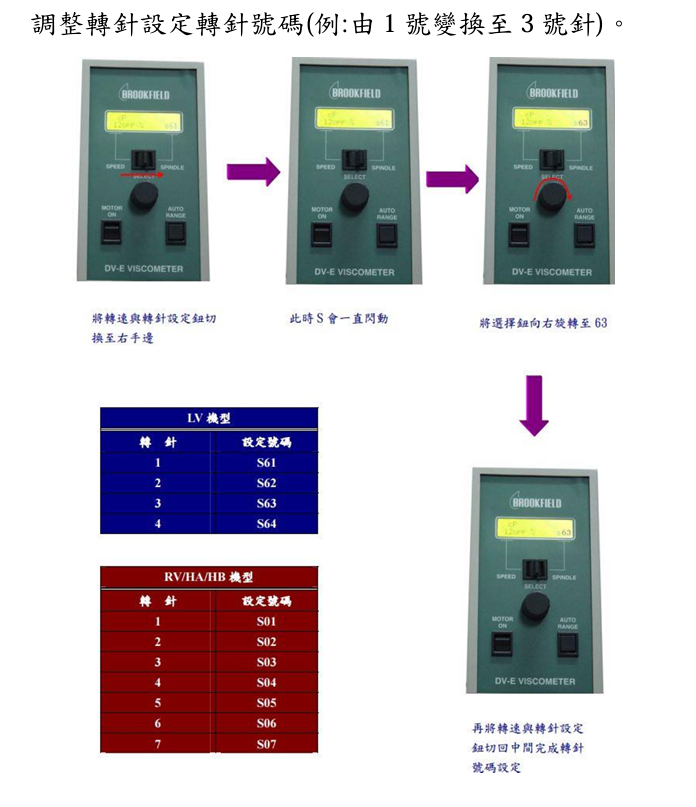 調整轉針設定轉針號碼(例:由 1 號變換至 3 號針)。
BROOKFIELD
cP
12OFF %
s61
SPEED
SPINDLE
SELECT
MOTOR
ON
AUTO
RANGE
DV-E VISCOMETER
將轉速與轉針設定鈕切
換至右手邊
BROOKFIELD
cP
12OFF %
s61
SPEED
SPINDLE
SELECT
MOTOR
ON
AUTO
RANGE
DV-E VISCOMETER
此時 S 會一直閃動
BROOKFIELD
cP
12OFF %
s63
SPEED
SPINDLE
SELECT
MOTOR
ON
AUTO
RANGE
DV-E VISCOMETER
將選擇鈕向右旋轉至 63
LV 機型
轉 針 設定號碼
1 S61
2 S62
3 S63
4 S64
RV/HA/HB 機型
轉 針 設定號碼
1 S01
2 S02
3 S03
4 S04
5 S05
6 S06
7 S07
BROOKFIELD
cP
12OFF %
s63
SPEED
SPINDLE
SELECT
MOTOR
ON
AUTO
RANGE
DV-E VISCOMETER
再將轉速與轉針設定
鈕切回中間完成轉針
號碼設定